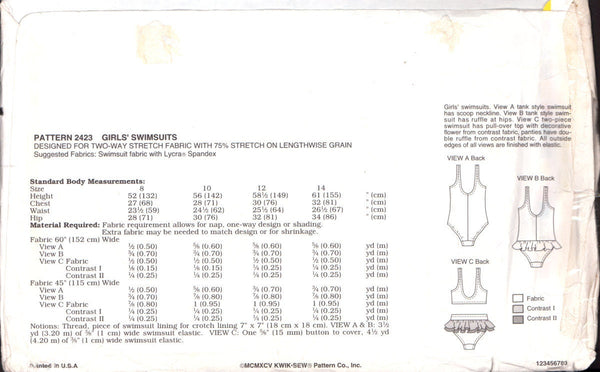 PATTERN 2423 GIRLS' SWIMSUITS
DESIGNED FOR TWO-WAY STRETCH FABRIC WITH 75% STRETCH ON LENGTHWISE GRAIN
Suggested Fabrics: Swimsuit fabric with Lycra® Spandex
Standard Body Measurements:
Size 8 10 12 14
Height 52 (132) 56 (142) 58½ (149) 61 (155) " (cm)
Chest 27 (68) 28 (71) 30 (76) 32 (81) " (cm)
Waist 23½ (59) 24½ (62) 25½ (64) 26½ (67) " (cm)
Hip 28 (71) 30 (76) 32 (81) 34 (86) " (cm)
Material Required: Fabric requirement allows for nap, one-way design or shading.
Extra fabric may be needed to match design or for shrinkage.
Fabric 60" (152 cm) Wide
View A ½ (0.50) ⅝ (0.60) ⅝ (0.60) ⅝ (0.60) yd (m)
View B ¾ (0.70) ¾ (0.70) ¾ (0.70) ¾ (0.70) yd (m)
View C Fabric ½ (0.50) ½ (0.50) ½ (0.50) ½ (0.50) yd (m)
Contrast I ⅛ (0.15) ⅛ (0.15) ¼ (0.25) ¼ (0.25) yd (m)
Contrast II ¼ (0.25) ¼ (0.25) ¼ (0.25) ¼ (0.25) yd (m)
Fabric 45" (115 cm) Wide
View A ½ (0.50) ⅝ (0.60) ⅝ (0.60) ⅝ (0.60) yd (m)
View B ¾ (0.70) ⅞ (0.80) ⅞ (0.80) ⅞ (0.80) yd (m)
View C Fabric ⅞ (0.80) 1 (0.95) 1 (0.95) 1 (0.95) yd (m)
Contrast I ¼ (0.25) ¼ (0.25) ¼ (0.25) ¼ (0.25) yd (m)
Contrast II ¼ (0.25) ¼ (0.25) ¼ (0.25) ¼ (0.25) yd (m)
Notions: Thread, piece of swimsuit lining for crotch lining 7" x 7" (18 cm x 18 cm). VIEW A & B: 3½
yd (3.20 m) of ⅜" (1 cm) wide swimsuit elastic. VIEW C: One ⅝" (15 mm) button to cover, 4½ yd
(4.20 m) of ⅜" (1 cm) wide swimsuit elastic.
Printed in U.S.A
©MCMXCV KWIK•SEW® Pattern Co., Inc.
Girls' swimsuits. View A tank style swimsuit
has scoop neckline. View B tank style swim-
suit has ruffle at hips. View C two-piece
swimsuit has pull-over top with decorative
flower from contrast fabric, panties have dou-
ble ruffle from contrast fabric. All outside
edges of all views are finished with elastic.
VIEW A Back
VIEW B Back
VIEW C Back
Fabric
Contrast I
Contrast II
123456789